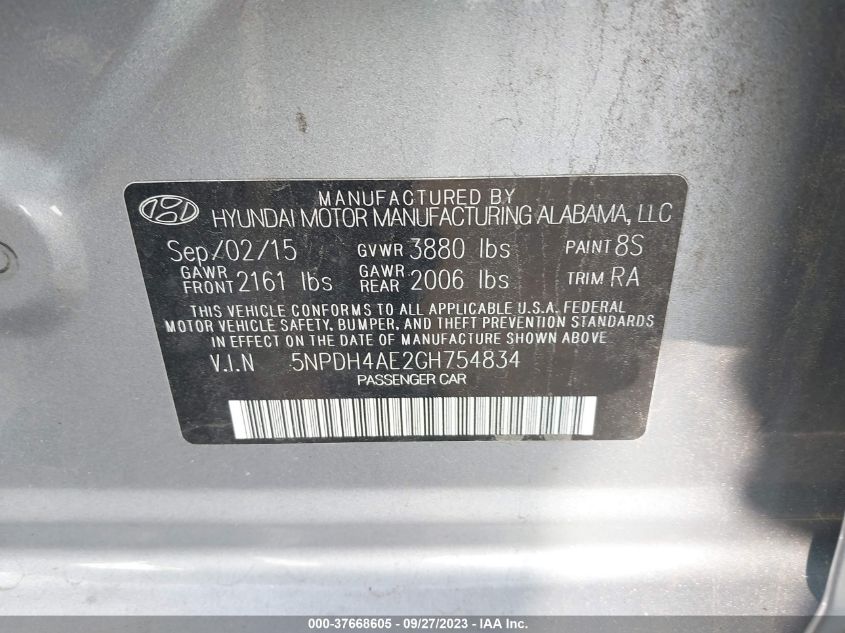 MANUFACTURED BY
HYUNDAI MOTOR MANUFACTURING ALABAMA, LLC
Sep/02/15 GVWR 3880 lbs PAINT 8S
GAWR FRONT 2161 lbs GAWR REAR 2006 lbs TRIM RA
THIS VEHICLE CONFORMS TO ALL APPLICABLE U.S.A. FEDERAL
MOTOR VEHICLE SAFETY, BUMPER, AND THEFT PREVENTION STANDARDS
IN EFFECT ON THE DATE OF MANUFACTURE SHOWN ABOVE
V.I.N 5NPDH4AE2GH754834
PASSENGER CAR
000-37668605 - 09/27/2023 - IAA Inc.